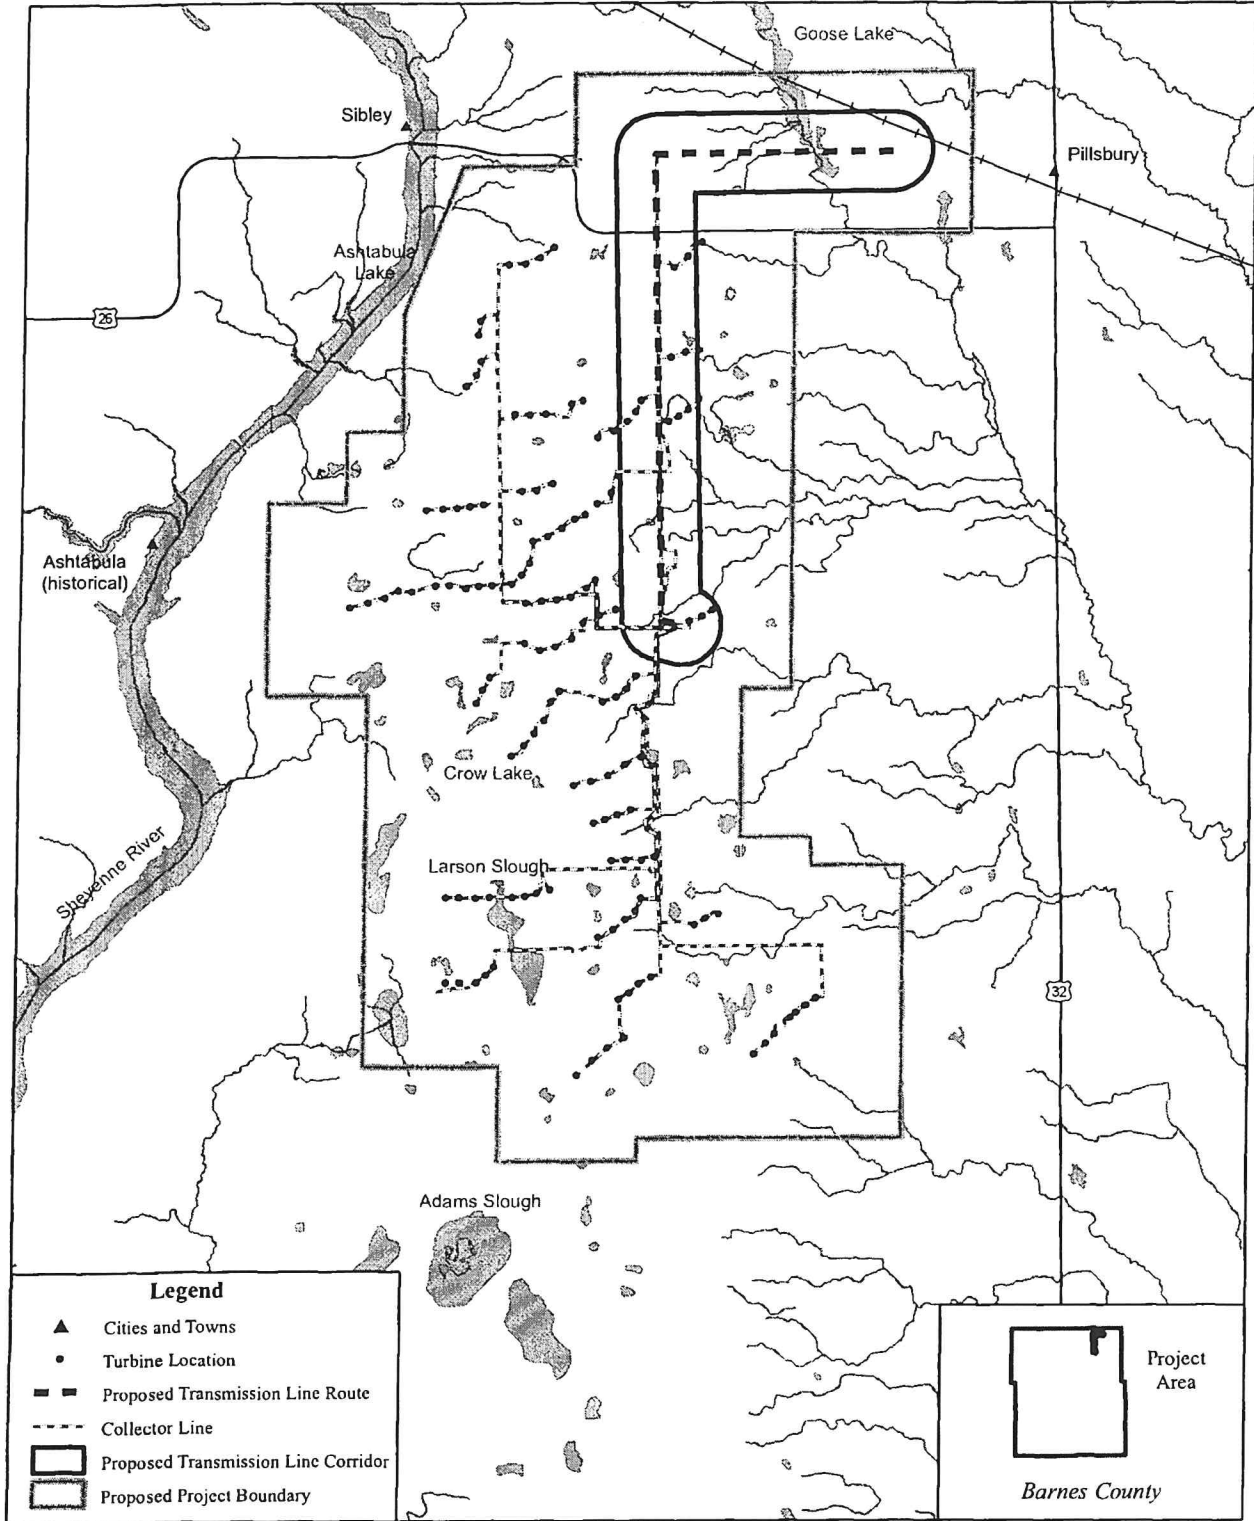 Goose Lake
Sibley
Pillsbury
Ashtabula
Lake
26
Ashtabula
(historical)
Crow Lake
Larson Slough
Sheyenne River
32
Adams Slough
Legend
Cities and Towns
Turbine Location
Proposed Transmission Line Route
Collector Line
Proposed Transmission Line Corridor
Proposed Project Boundary
Project
Area
Barnes County